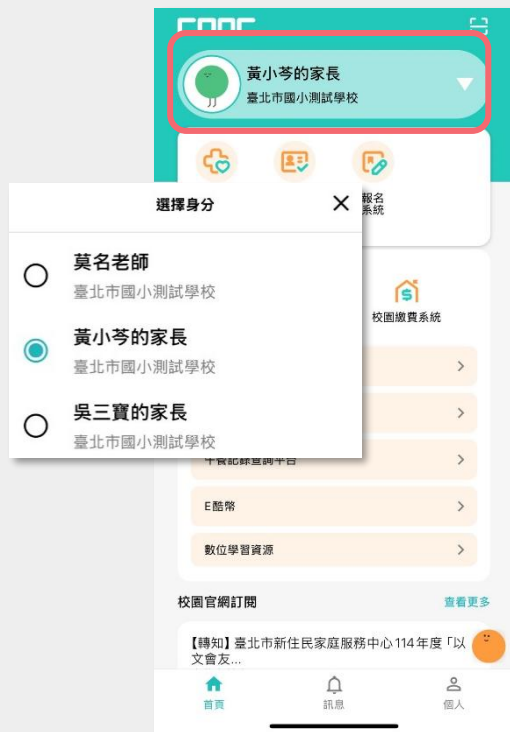 黃小芩的家長
臺北市國小測試學校
報名
系統
選擇身分
莫名老師
臺北市國小測試學校
黃小芩的家長
臺北市國小測試學校
吳三寶的家長
臺北市國小測試學校
校園繳費系統
午餐記錄查詢平台
E酷幣
數位學習資源
校園官網訂閱
查看更多
【轉知】臺北市新住民家庭服務中心114年度「以
文會友...
首頁
訊息
個人